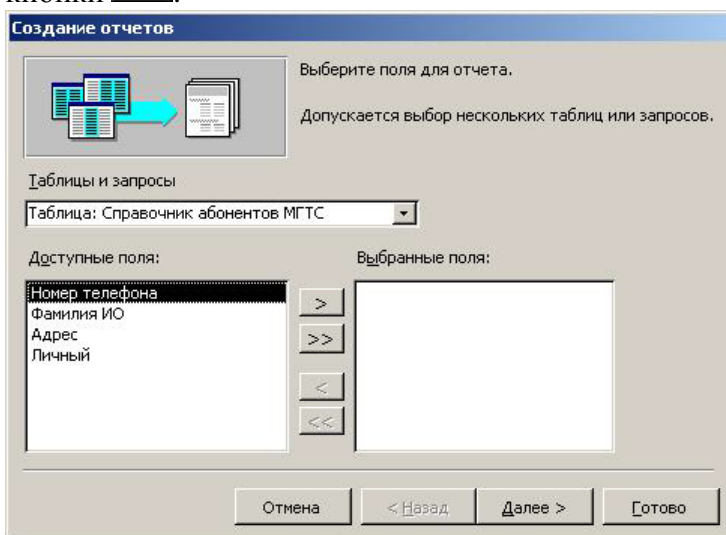 кнопки
Создание отчетов
Выберите поля для отчета.
Допускается выбор нескольких таблиц или запросов.
Таблицы и запросы
Таблица: Справочник абонентов МГТС
Доступные поля:
Выбранные поля:
Номер телефона
Фамилия ИО
Адрес
Личный
>
>>
<
<<
Отмена
< Назад
Далее >
Готово